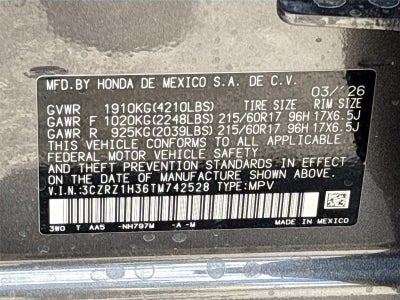 MFD. BY HONDA DE MEXICO S.A. DE C.V.
03/26
GVWR 1910KG(4210LBS) TIRE SIZE RIM SIZE
GAWR F 1020KG(2248LBS) 215/60R17 96H 17X6.5J
GAWR R 925KG(2039LBS) 215/60R17 96H 17X6.5J
THIS VEHICLE CONFORMS TO ALL APPLICABLE
FEDERAL MOTOR VEHICLE SAFETY, BUMPER,
AND THEFT PREVENTION STANDARDS IN EFFECT
ON THE DATE OF MANUFACTURE SHOWN ABOVE.
V.I.N.:3CZRZ1H36TM742528 TYPE:MPV
3W0 T AA5 -NH797M -A -M